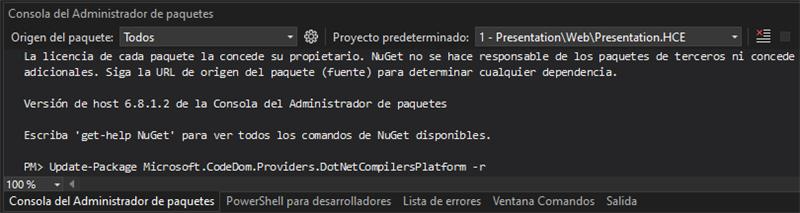 Consola del Administrador de paquetes
Origen del paquete: Todos Proyecto predeterminado: 1 - Presentation\Web\Presentation.HCE
La licencia de cada paquete la concede su propietario. NuGet no se hace responsable de los paquetes de terceros ni concede
adicionales. Siga la URL de origen del paquete (fuente) para determinar cualquier dependencia.
Versión de host 6.8.1.2 de la Consola del Administrador de paquetes
Escriba 'get-help NuGet' para ver todos los comandos de NuGet disponibles.
PM> Update-Package Microsoft.CodeDom.Providers.DotNetCompilersPlatform -r
100 %
Consola del Administrador de paquetes PowerShell para desarrolladores Lista de errores Ventana Comandos Salida